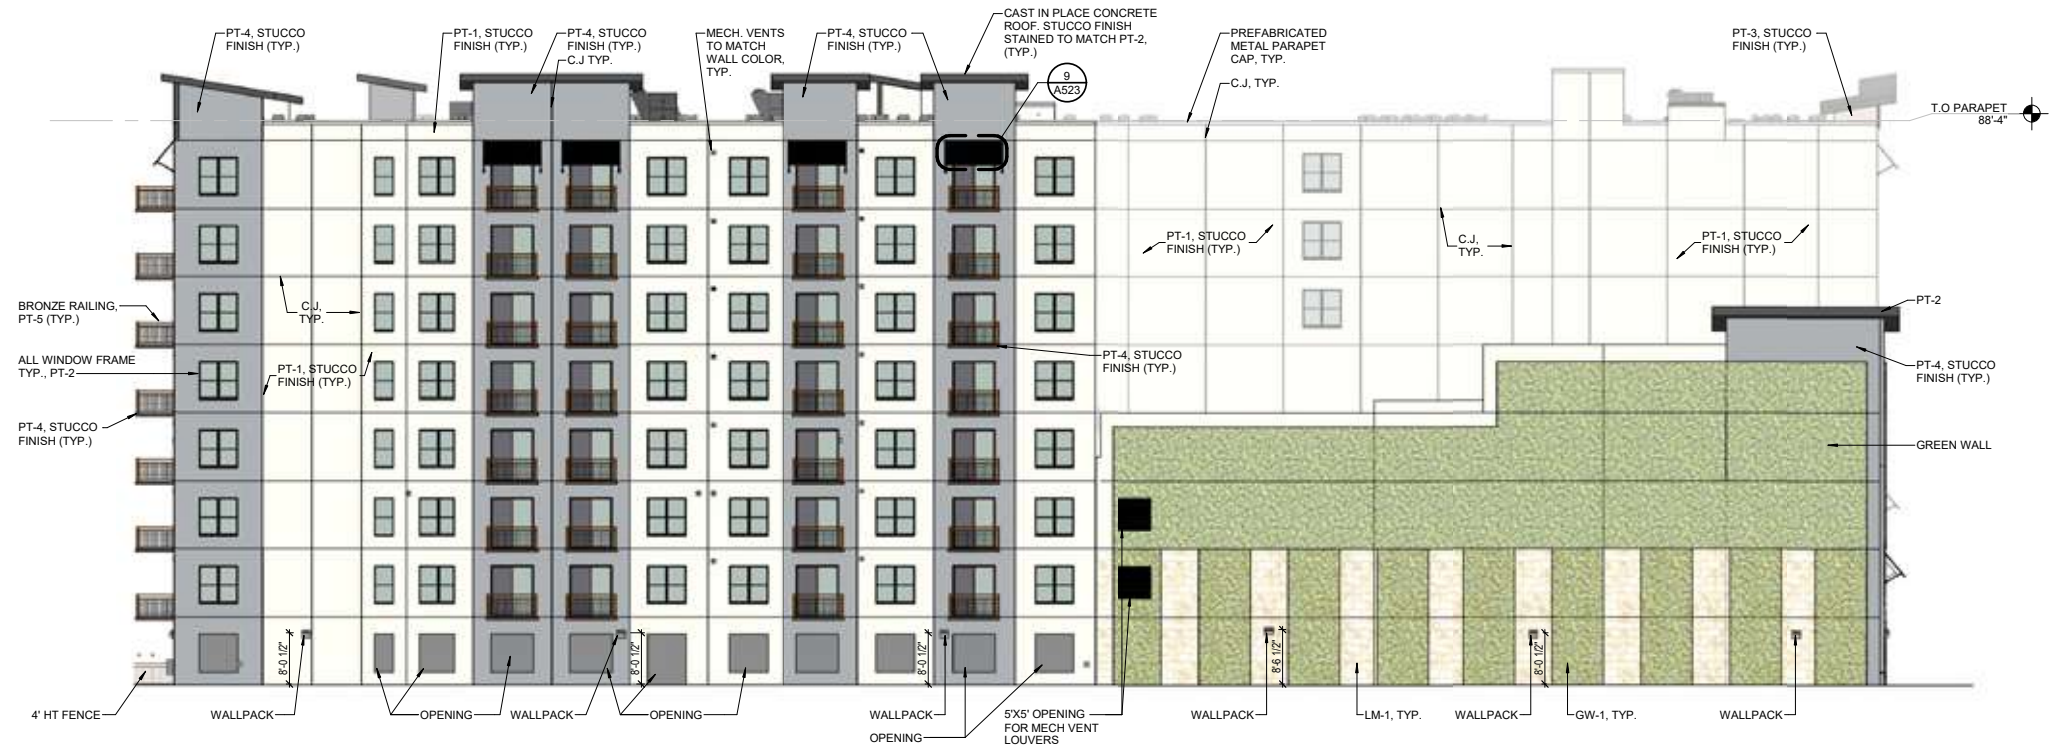 PT-4, STUCCO
FINISH (TYP.)
PT-1, STUCCO
FINISH (TYP.)
PT-4, STUCCO
FINISH (TYP.)
C.J TYP.
MECH. VENTS
TO MATCH
WALL COLOR,
TYP.
PT-4, STUCCO
FINISH (TYP.)
CAST IN PLACE CONCRETE
ROOF. STUCCO FINISH
STAINED TO MATCH PT-2,
(TYP.)
9
A523
PREFABRICATED
METAL PARAPET
CAP, TYP.
C.J, TYP.
PT-3, STUCCO
FINISH (TYP.)
T.O PARAPET
88'-4"
PT-1, STUCCO
FINISH (TYP.)
C.J,
TYP.
PT-1, STUCCO
FINISH (TYP.)
BRONZE RAILING,
PT-5 (TYP.)
C.J,
TYP.
PT-2
ALL WINDOW FRAME
TYP., PT-2
PT-1, STUCCO
FINISH (TYP.)
PT-4, STUCCO
FINISH (TYP.)
PT-4, STUCCO
FINISH (TYP.)
PT-4, STUCCO
FINISH (TYP.)
GREEN WALL
8'-0 1/2"
8'-0 1/2"
8'-0 1/2"
8'-6 1/2"
8'-0 1/2"
4' HT FENCE
WALLPACK
OPENING
WALLPACK
OPENING
WALLPACK
OPENING
5'X5' OPENING
FOR MECH VENT
LOUVERS
WALLPACK
LM-1, TYP.
WALLPACK
GW-1, TYP.
WALLPACK